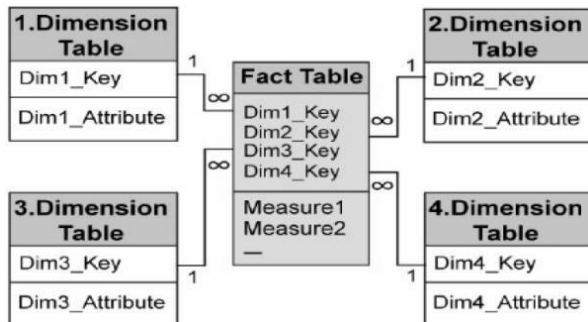 1.Dimension
Table
Dim1_Key
Dim1_Attribute
1
∞
Fact Table
Dim1_Key
Dim2_Key
Dim3_Key
Dim4_Key
Measure1
Measure2
—
2.Dimension
Table
Dim2_Key
Dim2_Attribute
1
∞
3.Dimension
Table
Dim3_Key
Dim3_Attribute
1
∞
4.Dimension
Table
Dim4_Key
Dim4_Attribute
1
∞